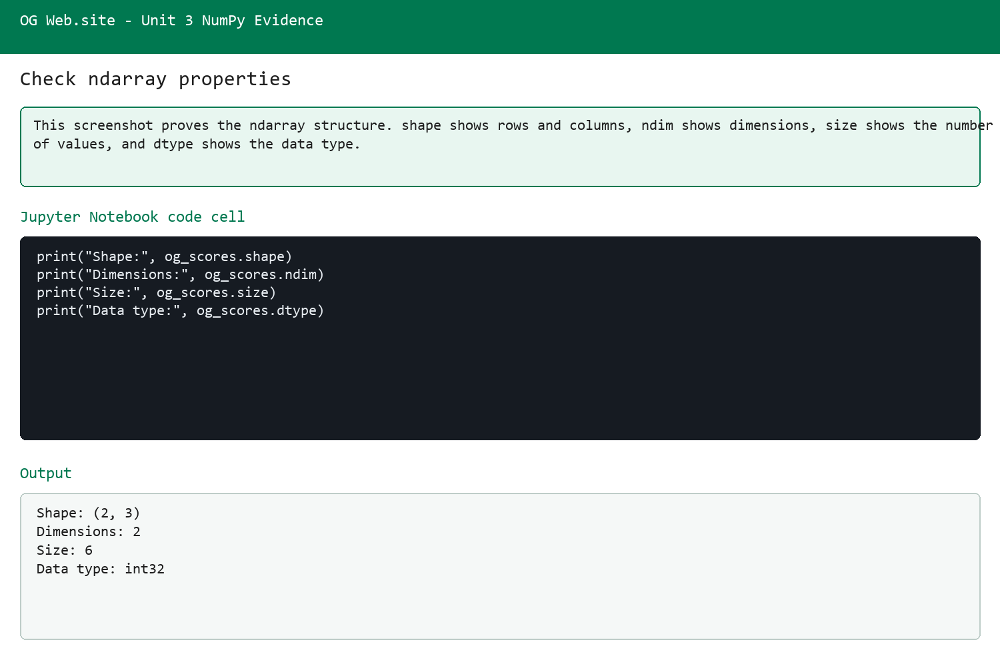 OG Web.site - Unit 3 NumPy Evidence
Check ndarray properties
This screenshot proves the ndarray structure. shape shows rows and columns, ndim shows dimensions, size shows the number
of values, and dtype shows the data type.
Jupyter Notebook code cell
print("Shape:", og_scores.shape)
print("Dimensions:", og_scores.ndim)
print("Size:", og_scores.size)
print("Data type:", og_scores.dtype)
Output
Shape: (2, 3)
Dimensions: 2
Size: 6
Data type: int32